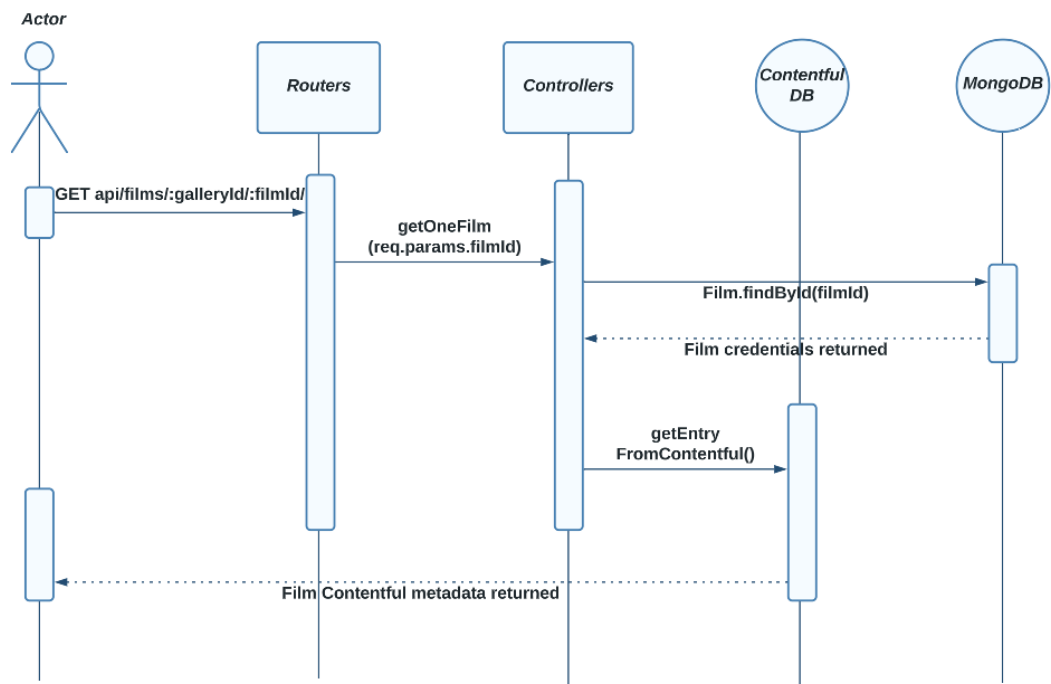 Actor
Routers
Controllers
Contentful
DB
MongoDB
GET api/films/:galleryId/:filmId/
getOneFilm
(req.params.filmId)
Film.findById(filmId)
Film credentials returned
getEntry
FromContentful()
Film Contentful metadata returned